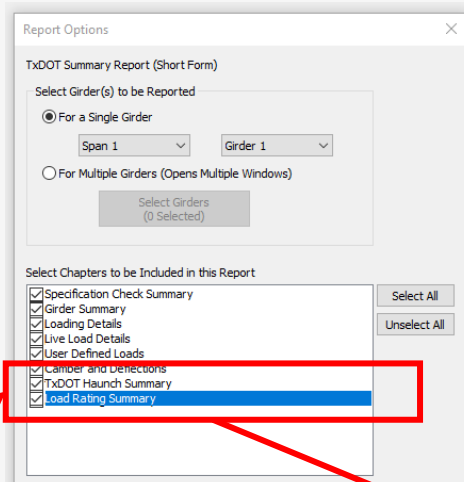 Report Options
TxDOT Summary Report (Short Form)
Select Girder(s) to be Reported
For a Single Girder
Span 1 Girder 1
For Multiple Girders (Opens Multiple Windows)
Select Girders
(0 Selected)
Select Chapters to be Included in this Report
Specification Check Summary
Select All
Girder Summary
Loading Details
Unselect All
Live Load Details
User Defined Loads
Camber and Deflections
TxDOT Haunch Summary
Load Rating Summary